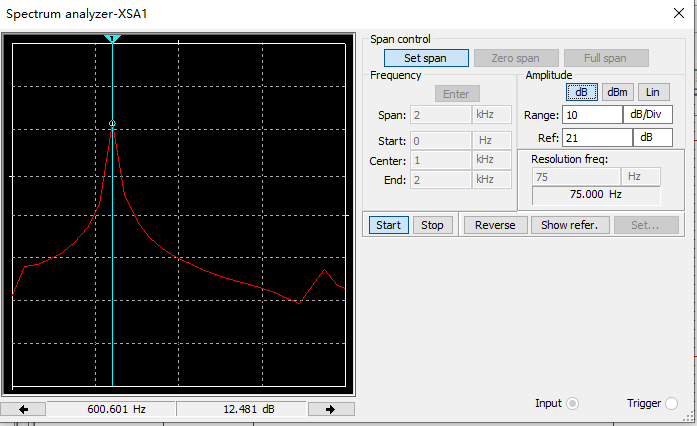 Spectrum analyzer-XSA1
1
Span control
Set span Zero span Full span
Frequency
Enter
Span: 2 kHz
Start: 0 Hz
Center: 1 kHz
End: 2 kHz
Amplitude
dB dBm Lin
Range: 10 dB/Div
Ref: 21 dB
Resolution freq:
75 Hz
75.000 Hz
Start Stop Reverse Show refer. Set...
600.601 Hz 12.481 dB
Input Trigger